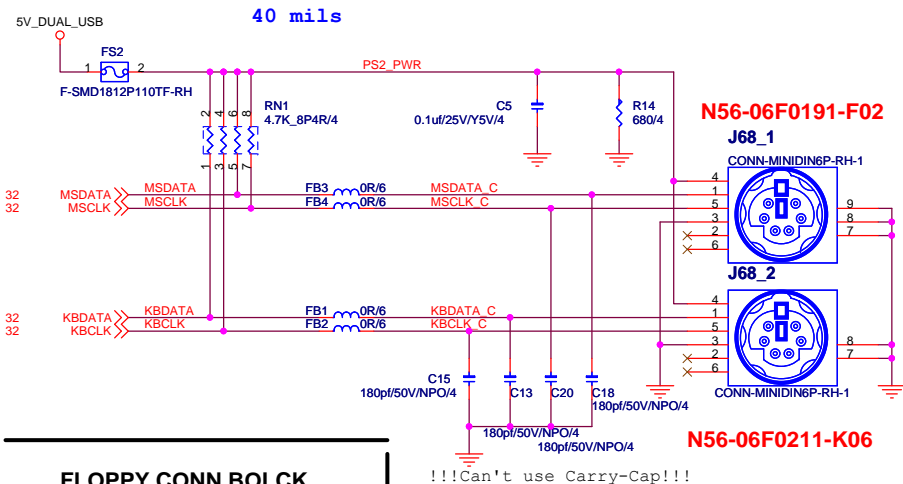 40 mils
5V_DUAL_USB
FS2
1
2
F-SMD1812P110TF-RH
PS2_PWR
2
4
6
8
RN1
4.7K_8P4R/4
1
3
5
7
C5
0.1uf/25V/Y5V/4
R14
680/4
N56-06F0191-F02
J68_1
CONN-MINIDIN6P-RH-1
4
1
5
3
2
6
9
8
7
32
MSDATA
MSDATA
FB3
0R/6
MSDATA_C
32
MSCLK
MSCLK
FB4
0R/6
MSCLK_C
J68_2
4
1
5
3
2
6
8
7
CONN-MINIDIN6P-RH-1
32
KBDATA
KBDATA
FB1
0R/6
KBDATA_C
32
KBCLK
KBCLK
FB2
0R/6
KBCLK_C
C15
180pf/50V/NPO/4
C13
180pf/50V/NPO/4
C20
180pf/50V/NPO/4
C18
180pf/50V/NPO/4
N56-06F0211-K06
!!!Can't use Carry-Cap!!!
FLOPPY CONN BOLCK